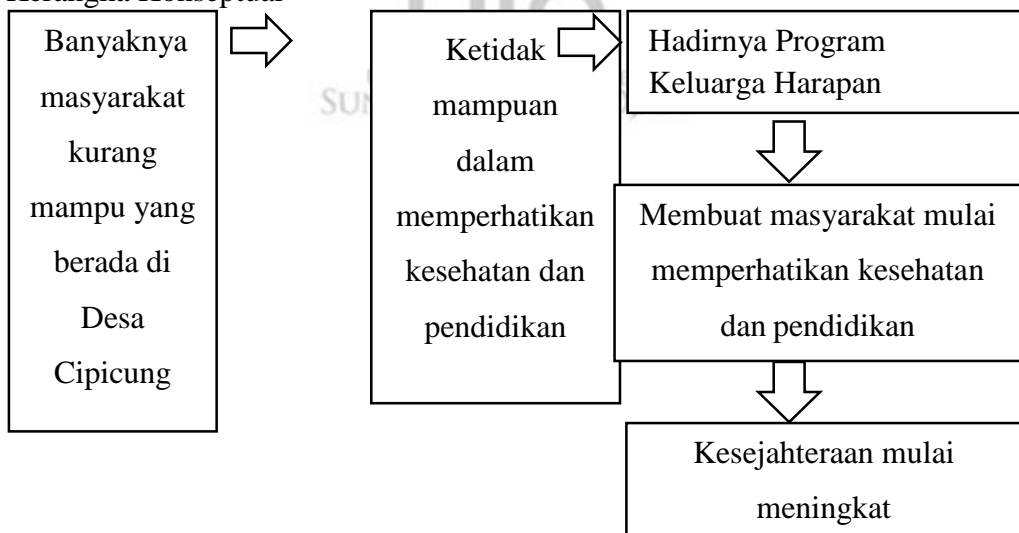 Kerangka Konseptual
Banyaknya
masyarakat
kurang
mampu yang
berada di
Desa
Cipicung
Ketidak
mampuan
dalam
memperhatikan
kesehatan dan
pendidikan
Hadirnya Program
Keluarga Harapan
Membuat masyarakat mulai
memperhatikan kesehatan
dan pendidikan
Kesejahteraan mulai
meningkat